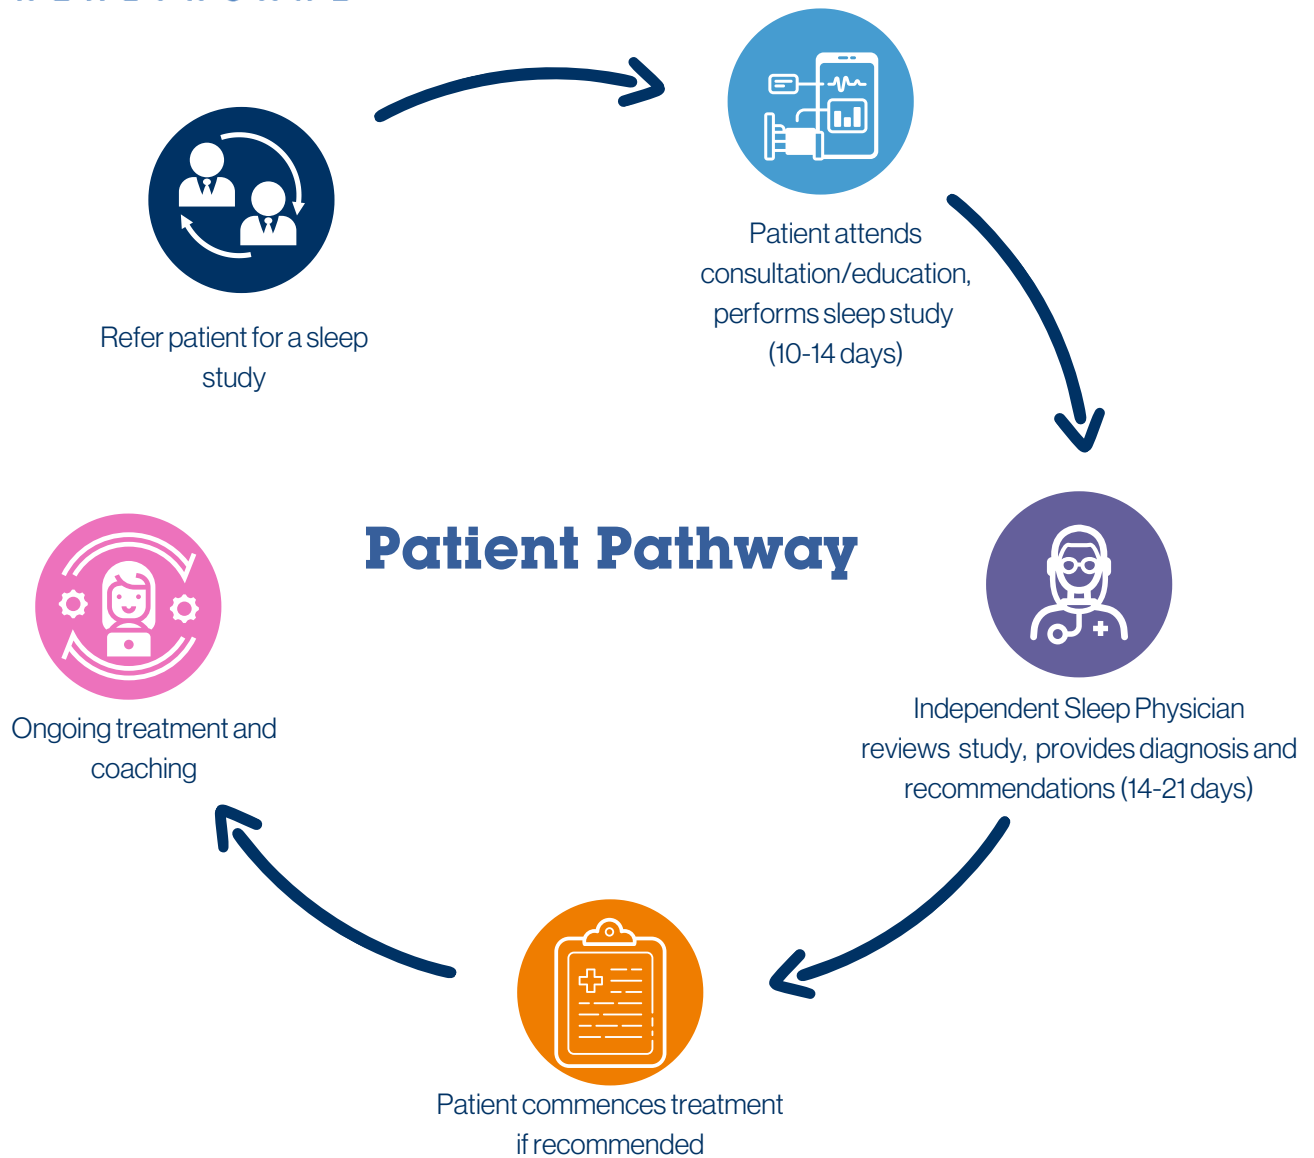 Refer patient for a sleep
study
Patient attends
consultation/education,
performs sleep study
(10-14 days)
Patient Pathway
Independent Sleep Physician
reviews study, provides diagnosis and
recommendations (14-21 days)
Ongoing treatment and
coaching
Patient commences treatment
if recommended